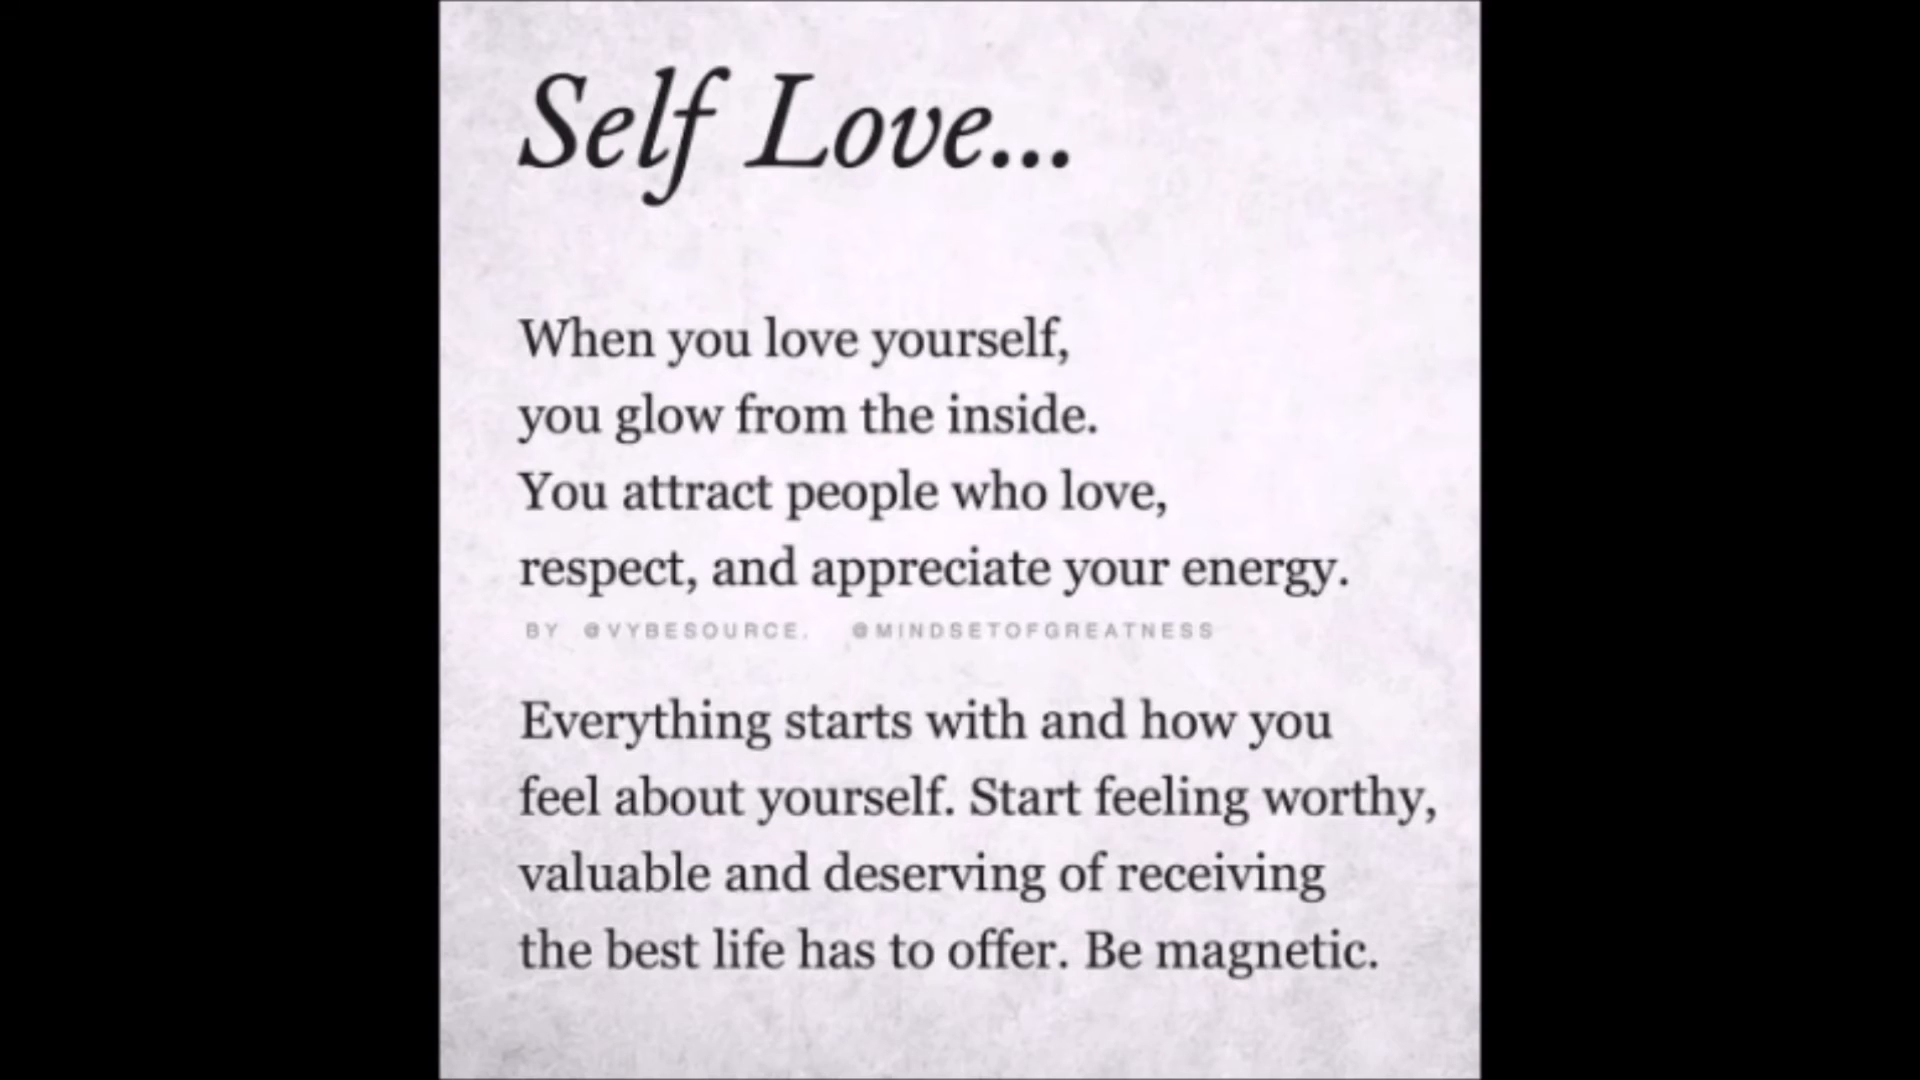 Self Love...
When you love yourself,
you glow from the inside.
You attract people who love,
respect, and appreciate your energy.
BY @VYBESOURCE. @MINDSETOFGREATNESS
Everything starts with and how you
feel about yourself. Start feeling worthy,
valuable and deserving of receiving
the best life has to offer. Be magnetic.